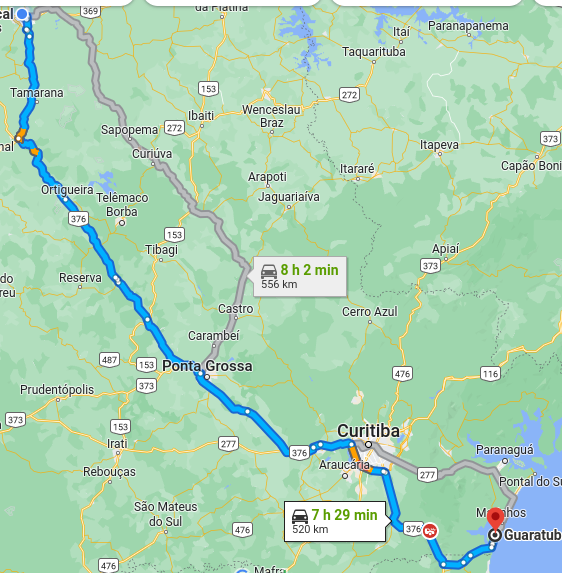 da Platina
369
Itaí
Paranapanema
cal
Taquarituba
Tamarana
153
272
Wenceslau
Braz
Ibaiti
272
Sapopema
373
nal
Curiúva
Itapeva
Capão Boni
Itararé
Arapoti
Ortigueira
Jaguariaíva
Telêmaco
Borba
376
153
Tibagi
Apiaí
373
8 h 2 min
556 km
Reserva
do
reu
Castro
Cerro Azul
Carambeí
487
153
Ponta Grossa
373
476
116
Prudentópolis
373
153
Curitiba
Irati
277
376
Paranaguá
Araucária
277
Rebouças
Pontal do Su
São Mateus
do Sul
7 h 29 min
520 km
476
376
Matinhos
Guaratub
Mafra